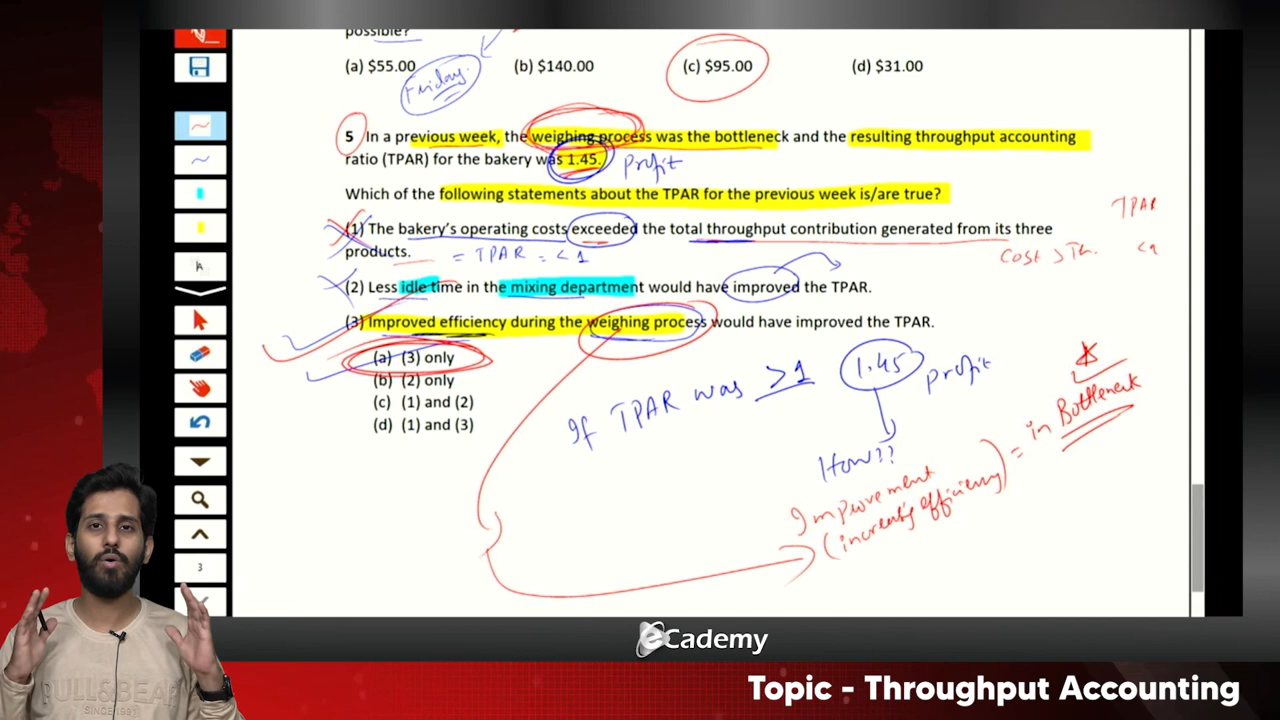 possible?
(a) $55.00 (b) $140.00 (c) $95.00 (d) $31.00
Friday.
5 In a previous week, the weighing process was the bottleneck and the resulting throughput accounting
ratio (TPAR) for the bakery was 1.45. Profit
Which of the following statements about the TPAR for the previous week is/are true?
TPAR
(1) The bakery's operating costs exceeded the total throughput contribution generated from its three
products. = TPAR = <1
Cost > Th. <1
(2) Less idle time in the mixing department would have improved the TPAR.
(3) Improved efficiency during the weighing process would have improved the TPAR.
(a) (3) only
(b) (2) only
(c) (1) and (2)
(d) (1) and (3)
If TPAR was >1 1.45 profit
How??
Improvement
(increasing efficiency) = in Bottleneck
3
PULL&BEAR
SINCE 1991
eCademy
Topic - Throughput Accounting